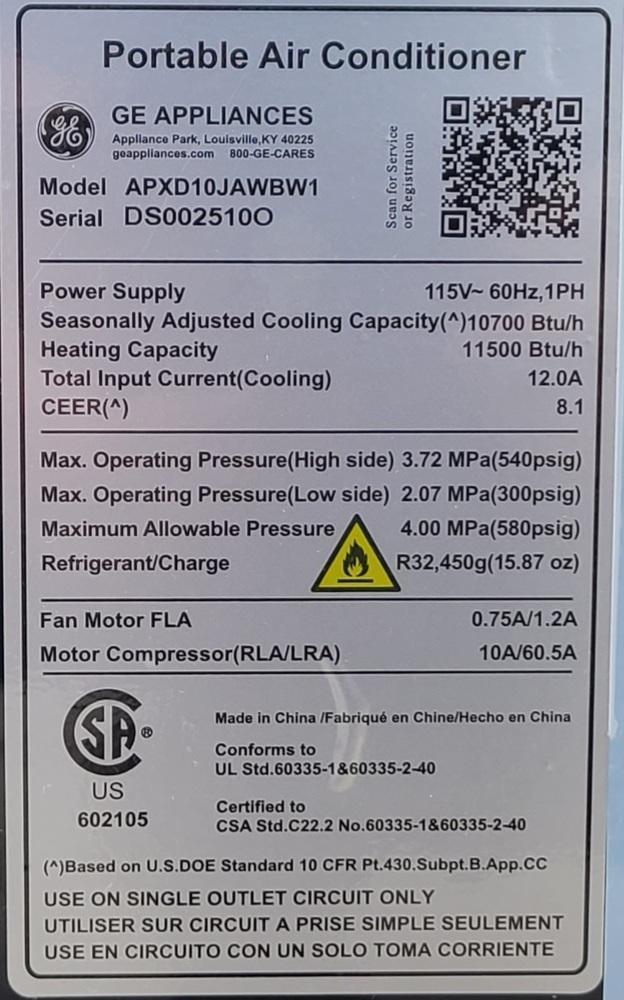 Portable Air Conditioner
GE APPLIANCES
Appliance Park, Louisville,KY 40225
geappliances.com 800-GE-CARES
Model APXD10JAWBW1
Serial DS002510O
Scan for Service
or Registration
Power Supply 115V~ 60Hz,1PH
Seasonally Adjusted Cooling Capacity(^)10700 Btu/h
Heating Capacity 11500 Btu/h
Total Input Current(Cooling) 12.0A
CEER(^) 8.1
Max. Operating Pressure(High side) 3.72 MPa(540psig)
Max. Operating Pressure(Low side) 2.07 MPa(300psig)
Maximum Allowable Pressure 4.00 MPa(580psig)
Refrigerant/Charge R32,450g(15.87 oz)
Fan Motor FLA 0.75A/1.2A
Motor Compressor(RLA/LRA) 10A/60.5A
SA®
US
602105
Made in China /Fabriqué en Chine/Hecho en China
Conforms to
UL Std.60335-1&60335-2-40
Certified to
CSA Std.C22.2 No.60335-1&60335-2-40
(^)Based on U.S.DOE Standard 10 CFR Pt.430.Subpt.B.App.CC
USE ON SINGLE OUTLET CIRCUIT ONLY
UTILISER SUR CIRCUIT A PRISE SIMPLE SEULEMENT
USE EN CIRCUITO CON UN SOLO TOMA CORRIENTE